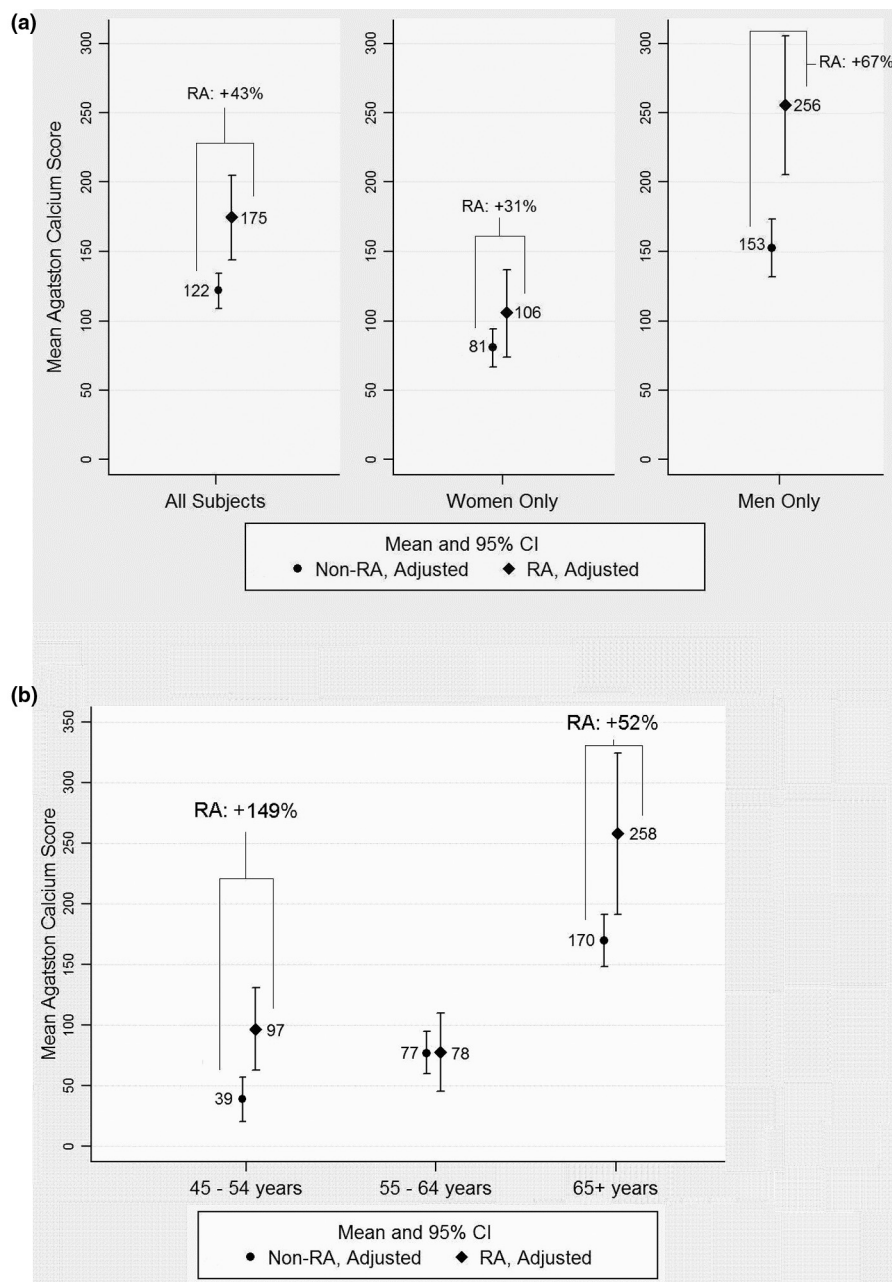 (a)
Mean Agatston Calcium Score
300
250
200
150
100
50
0
RA: +43%
175
122
All Subjects
300
250
200
150
100
50
0
RA: +31%
106
81
Women Only
300
250
200
150
100
50
0
RA: +67%
256
153
Men Only
Mean and 95% CI
Non-RA, Adjusted RA, Adjusted
(b)
Mean Agatston Calcium Score
350
300
250
200
150
100
50
0
RA: +149%
97
39
77 78
RA: +52%
258
170
45 - 54 years 55 - 64 years 65+ years
Mean and 95% CI
Non-RA, Adjusted RA, Adjusted